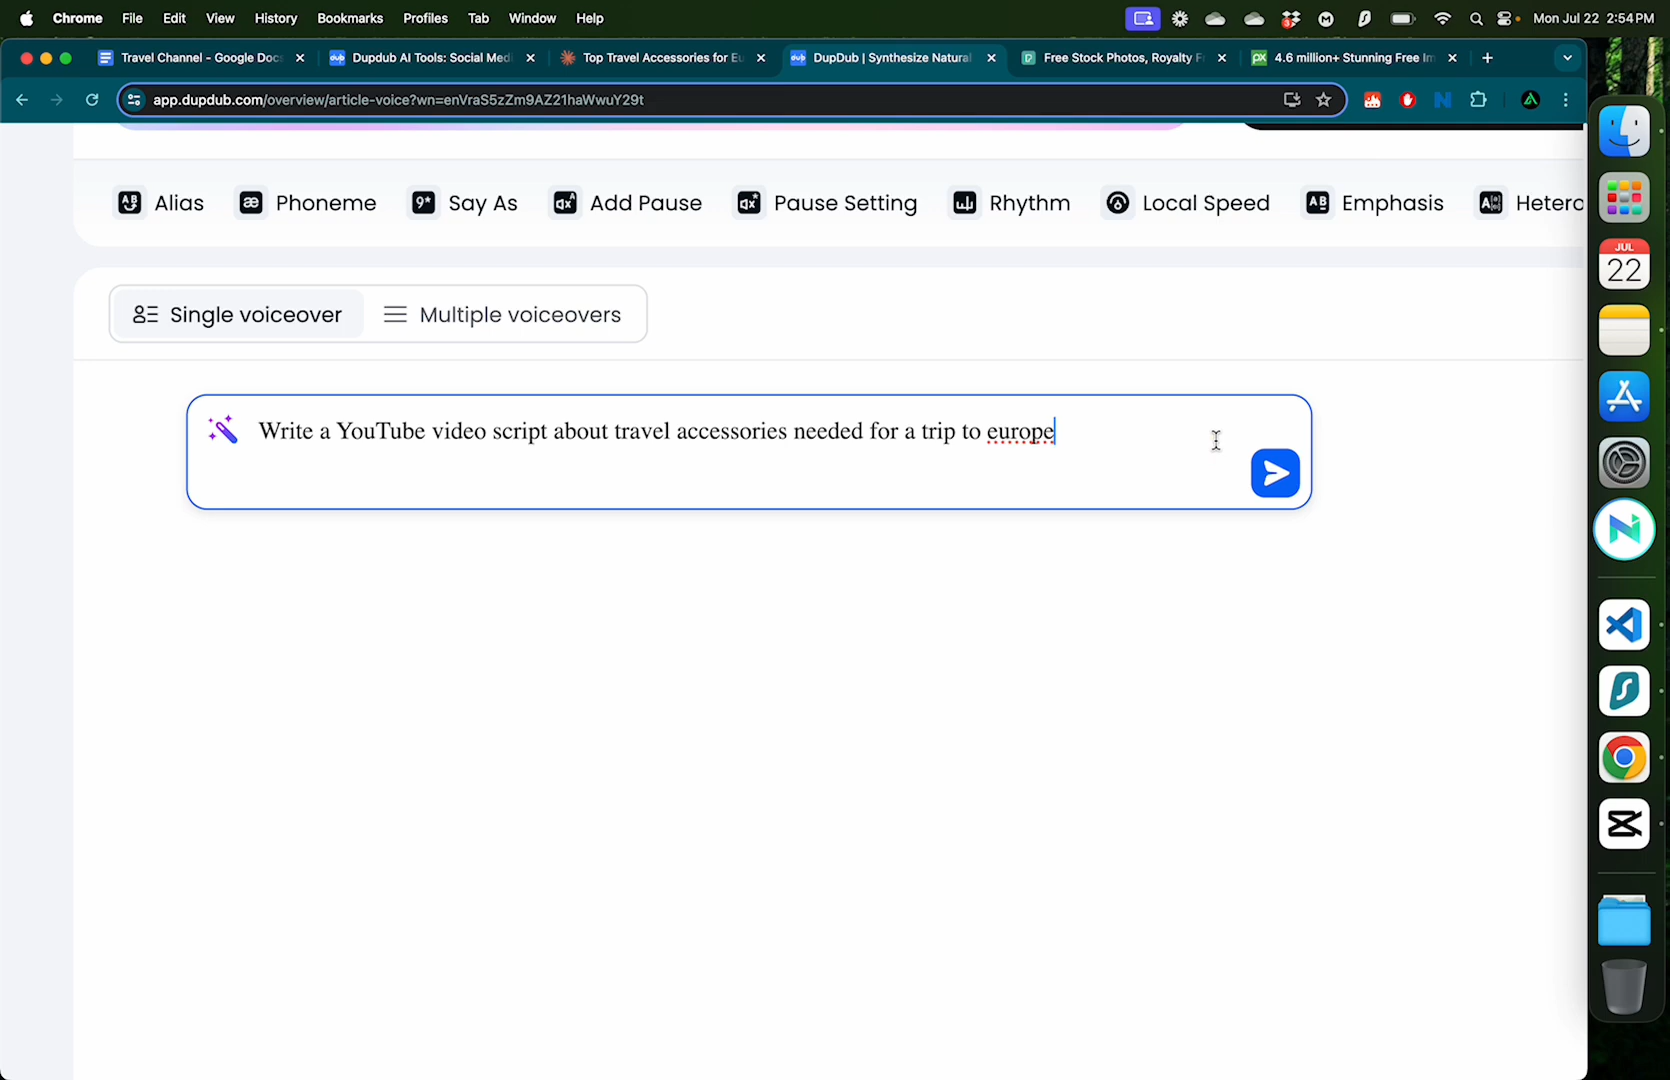 Chrome File Edit View History Bookmarks Profiles Tab Window Help Mon Jul 22 2:54 PM
Travel Channel - Google Docs Dupdub AI Tools: Social Medi Top Travel Accessories for Eu DupDub | Synthesize Natural Free Stock Photos, Royalty F 4.6 million+ Stunning Free Im
app.dupdub.com/overview/article-voice?wn=enVraS5zZm9AZ21haWwuY29t
Alias Phoneme Say As Add Pause Pause Setting Rhythm Local Speed Emphasis Hetero
Single voiceover Multiple voiceovers
Write a YouTube video script about travel accessories needed for a trip to europe
JUL
22